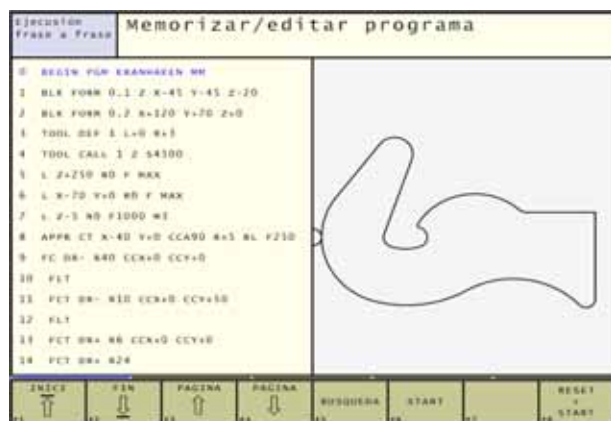 Ejecución
frase a frase
Memorizar/editar programa
0 BEGIN PGM KRANHAKEN MM
1 BLK FORM 0.1 Z X-45 Y-45 Z-20
2 BLK FORM 0.2 X+120 Y+70 Z+0
3 TOOL DEF 1 L+0 R+3
4 TOOL CALL 1 Z S4500
5 L Z+250 R0 F MAX
6 L X-70 Y+0 R0 F MAX
7 L Z-5 R0 F1000 M3
8 APPR CT X-40 Y+0 CCA90 R+5 RL F250
9 FC DR- R40 CCX+0 CCY+0
10 FLT
11 FCT DR- R10 CCX+0 CCY+50
12 FLT
13 FCT DR+ R6 CCX+0 CCY+0
14 FCT DR+ R24
INICI
FIN
PAGINA
PAGINA
BUSQUEDA
START
RESET
+
START